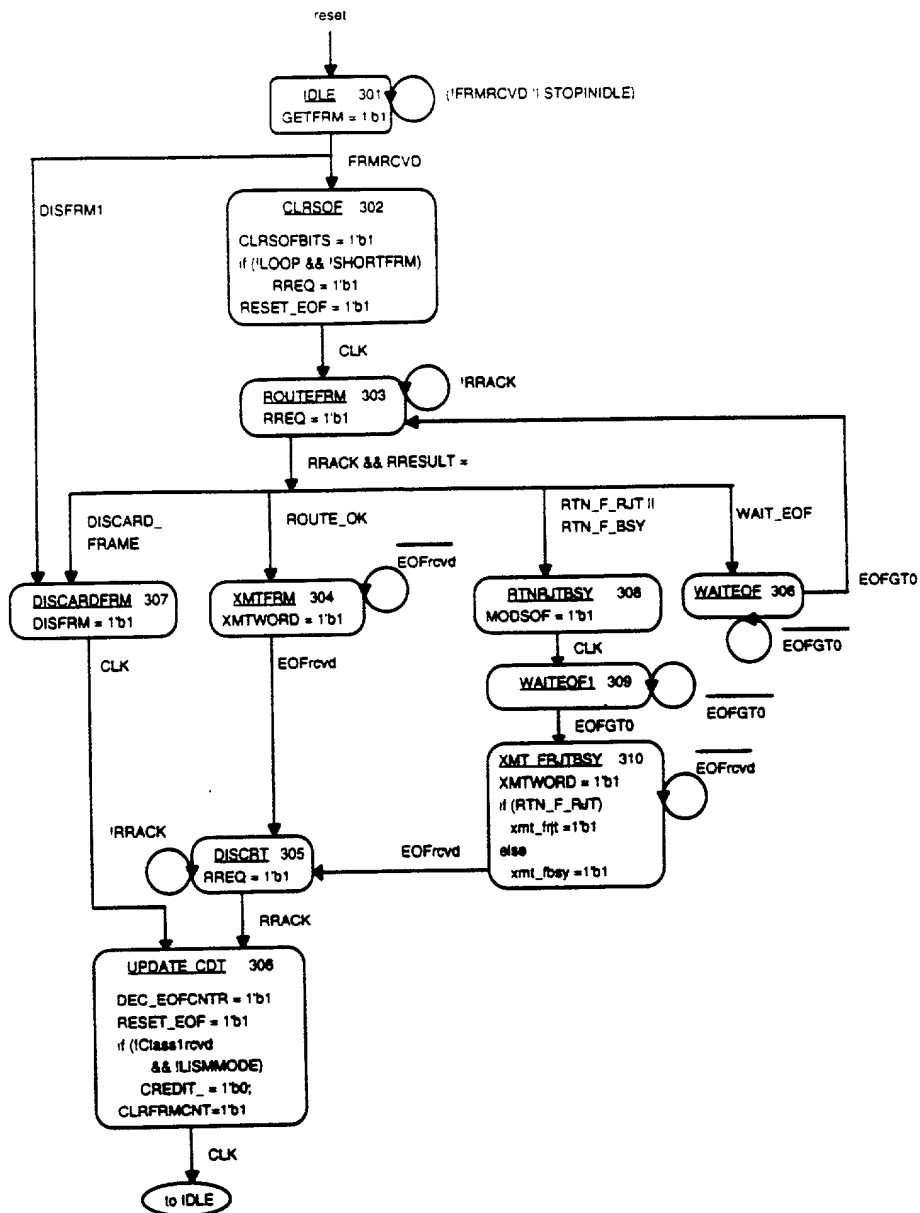 reset
IDLE 301
GETFRM = 1'b1
(!FRMRCVD || STOPINIDLE)
FRMRCVD
DISFRM1
CLRSOF 302
CLRSOFBITS = 1'b1
if (!LOOP && !SHORTFRM)
RREQ = 1'b1
RESET_EOF = 1'b1
CLK
ROUTEFRM 303
RREQ = 1'b1
!RRACK
RRACK && RRESULT =
DISCARD_
FRAME
ROUTE_OK
RTN_F_RJT ||
RTN_F_BSY
WAIT_EOF
EOFGT0
DISCARDFRM 307
DISFRM = 1'b1
XMTFRM 304
XMTWORD = 1'b1
EOFrcvd
RTNRJTBSY 308
MODSOF = 1'b1
WAITEOF 306
EOFGT0
CLK
EOFrcvd
CLK
WAITEOF1 309
EOFGT0
EOFGT0
XMT_FRJTBSY 310
XMTWORD = 1'b1
if (RTN_F_RJT)
xmt_frjt =1'b1
else
xmt_fbsy =1'b1
EOFrcvd
!RRACK
DISCRT 305
RREQ = 1'b1
EOFrcvd
RRACK
UPDATE_CDT 306
DEC_EOFCNTR = 1'b1
RESET_EOF = 1'b1
if (!Class1rcvd
&& !LISMMODE)
CREDIT_ = 1'b0;
CLRFRMCNT=1'b1
CLK
to IDLE